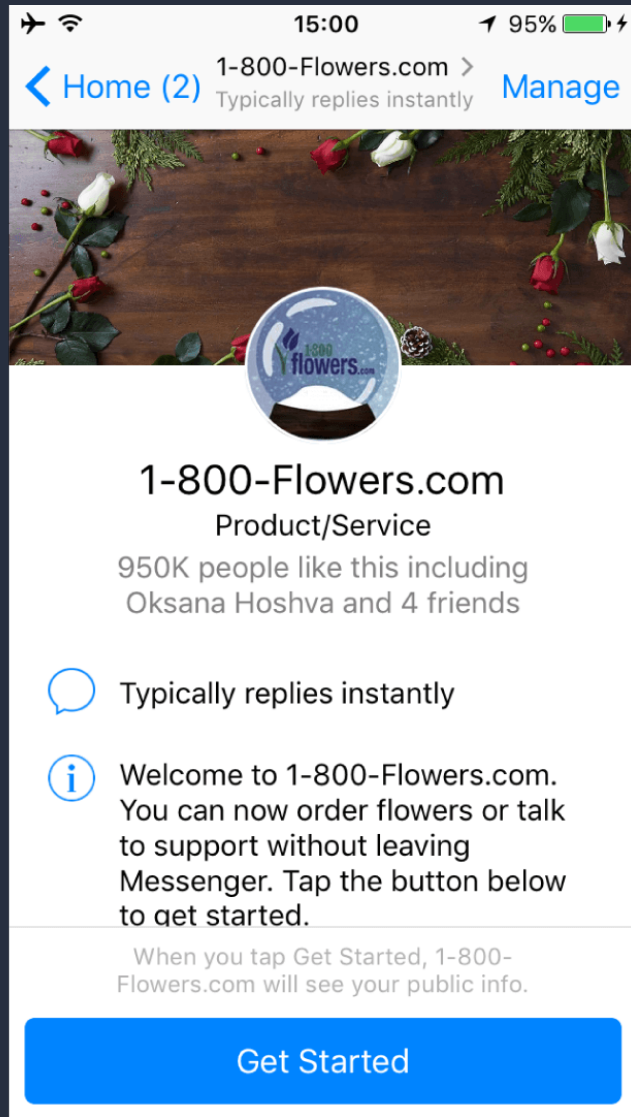 15:00
95%
Home (2)
1-800-Flowers.com
Typically replies instantly
Manage
1-800
flowers.com
1-800-Flowers.com
Product/Service
950K people like this including
Oksana Hoshva and 4 friends
Typically replies instantly
Welcome to 1-800-Flowers.com.
You can now order flowers or talk
to support without leaving
Messenger. Tap the button below
to get started.
When you tap Get Started, 1-800-
Flowers.com will see your public info.
Get Started